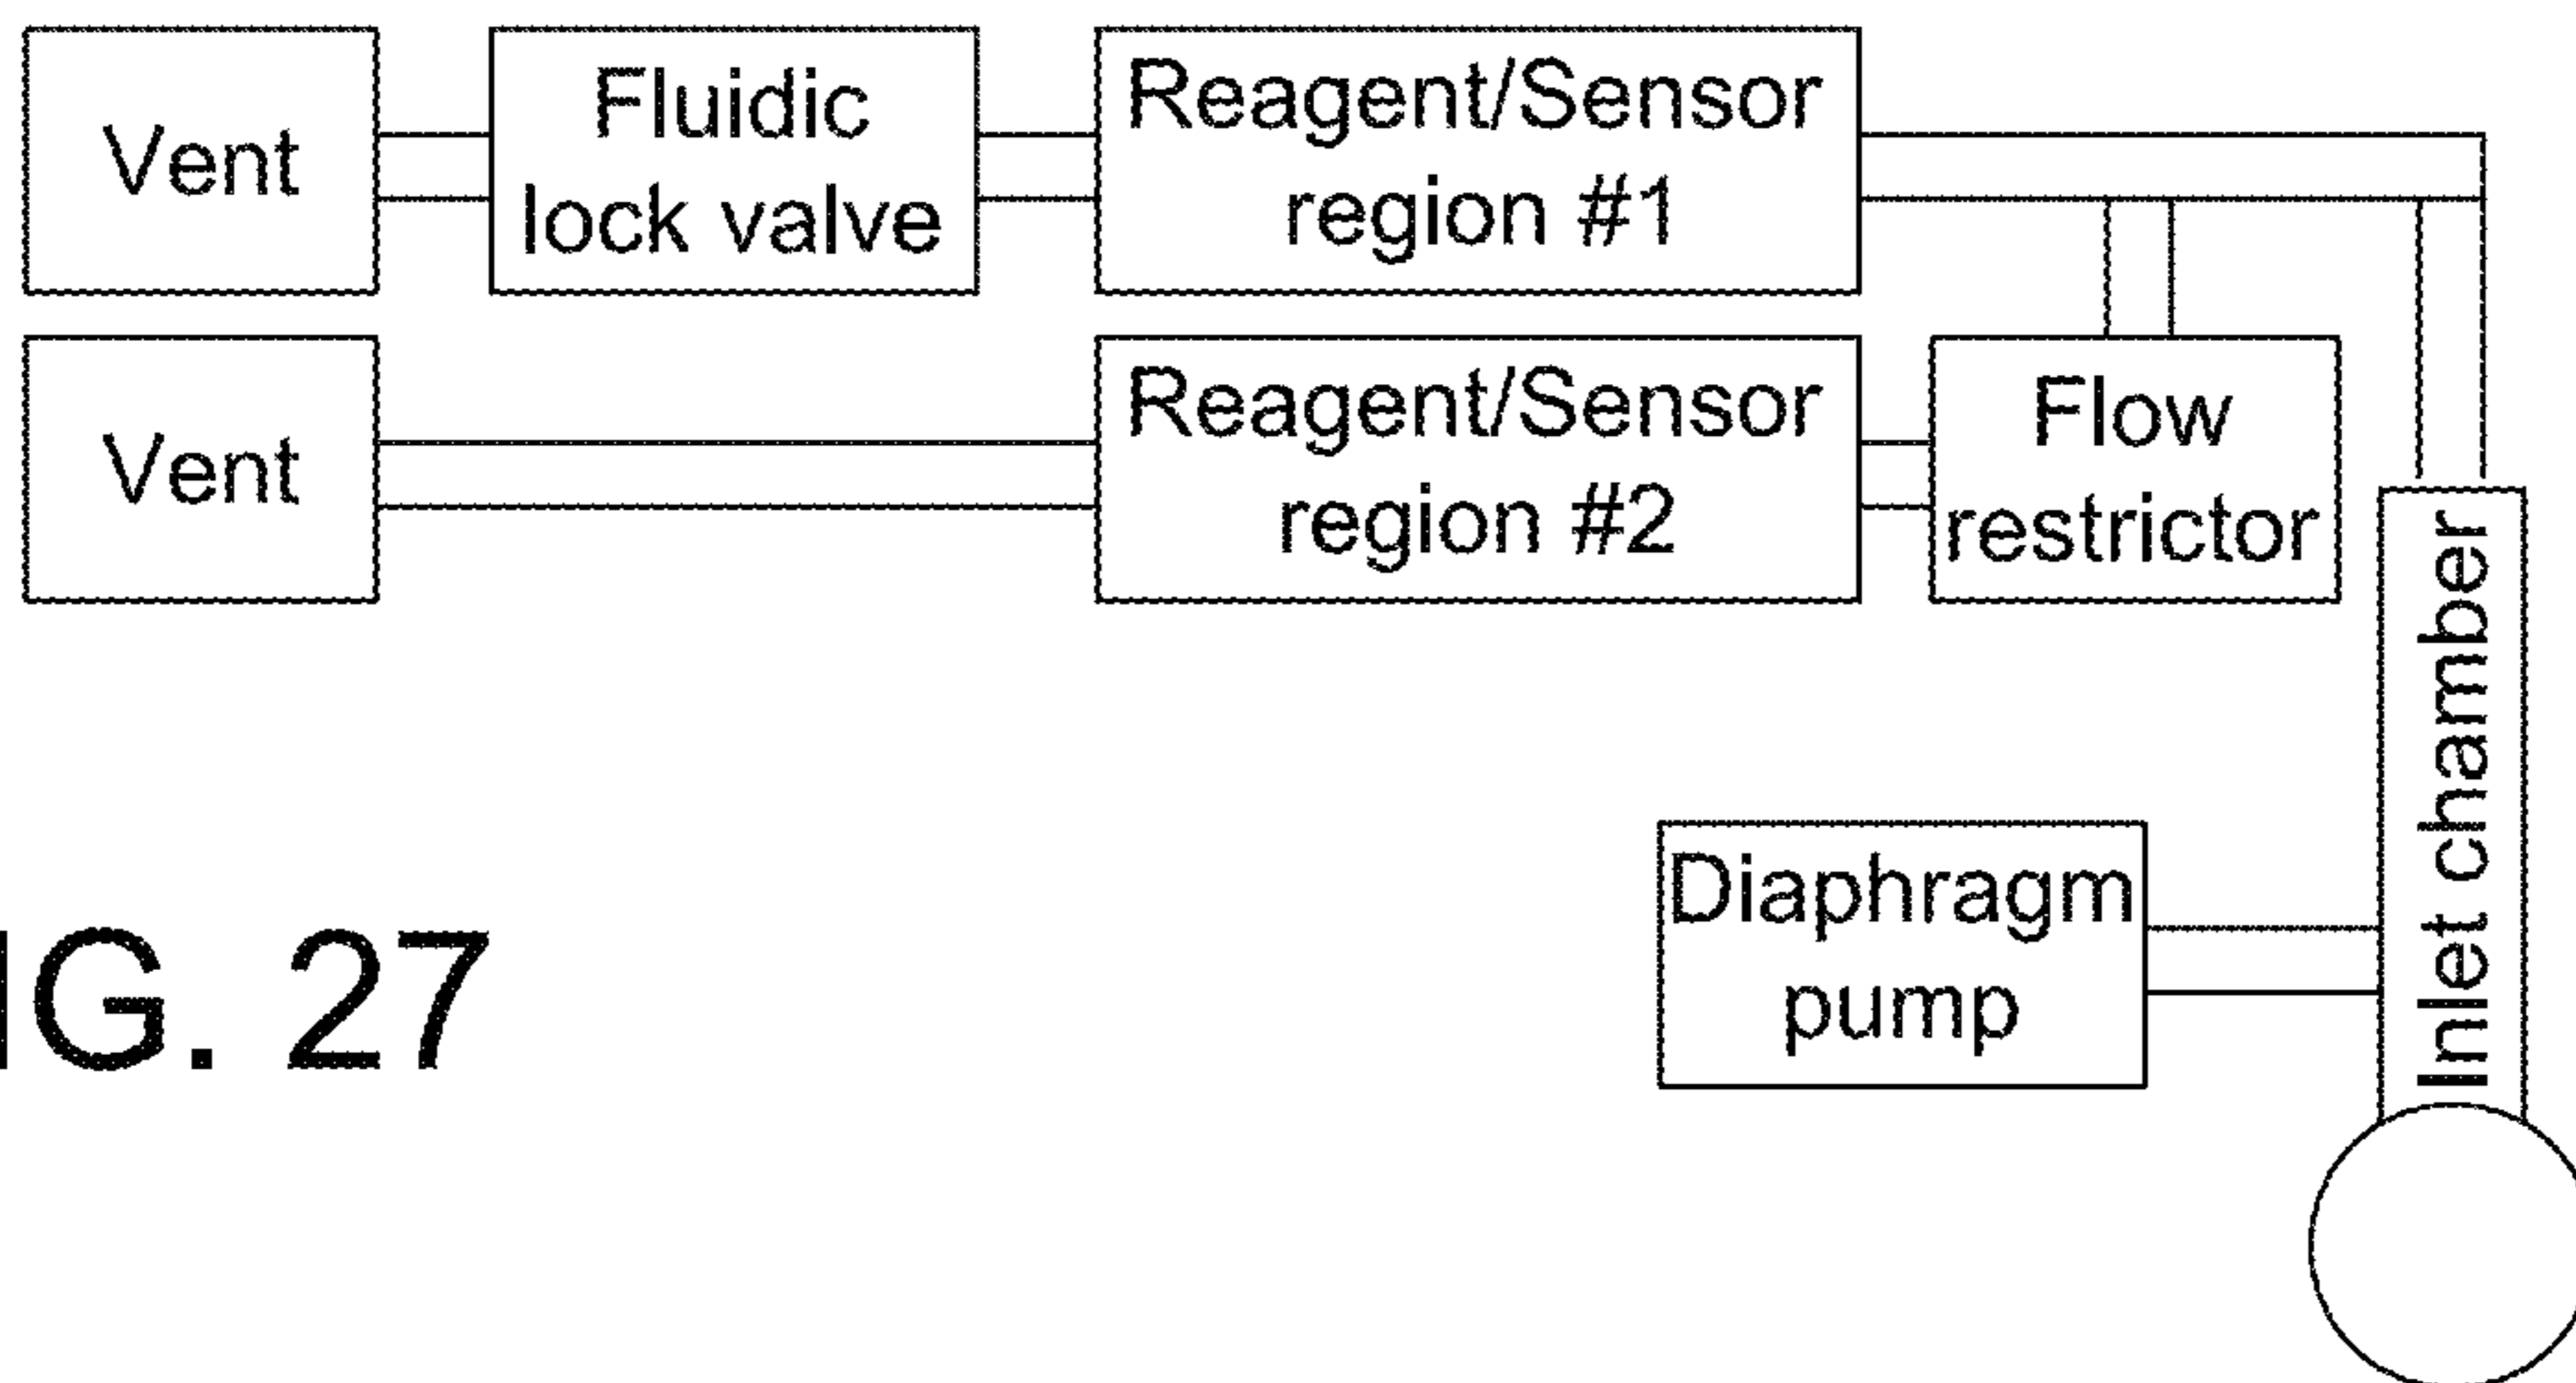 Vent
Fluidic
lock valve
Reagent/Sensor
region #1
Vent
Reagent/Sensor
region #2
Flow
restrictor
Inlet chamber
Diaphragm
pump
IG. 27